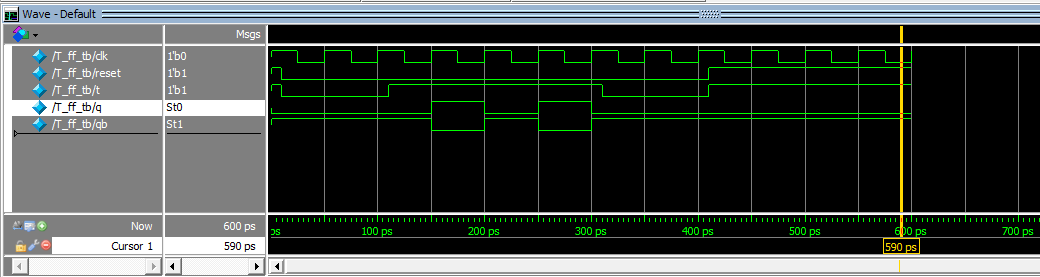 Wave - Default
Msgs
/T_ff_tb/clk 1'b0
/T_ff_tb/reset 1'b1
/T_ff_tb/t 1'b1
/T_ff_tb/q St0
/T_ff_tb/qb St1
Now 600 ps
ps 100 ps 200 ps 300 ps 400 ps 500 ps 600 ps 700 ps
Cursor 1 590 ps
590 ps